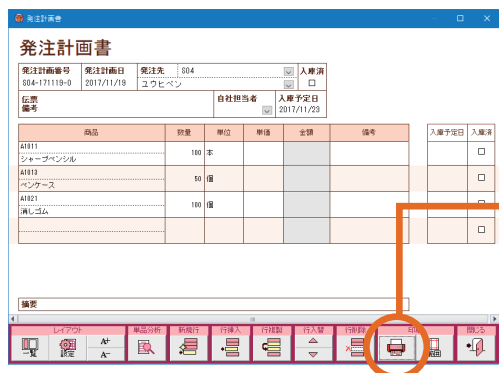 発注計画書
発注計画書
発注計画番号 発注計画日 発注先 S04 入庫済
S04-171119-0 2017/11/19 ユウヒペン
伝票備考 自社担当者 入庫予定日
2017/11/23
商品 数量 単位 単価 金額 備考 入庫予定日 入庫済
A1011
シャープペンシル 100 本
A1013
ペンケース 50 個
A1021
消しゴム 100 個
摘要
レイアウト 単品分析 新規行 行挿入 行複製 行入替 行削除 閉じる
一覧 設定 A+
A-